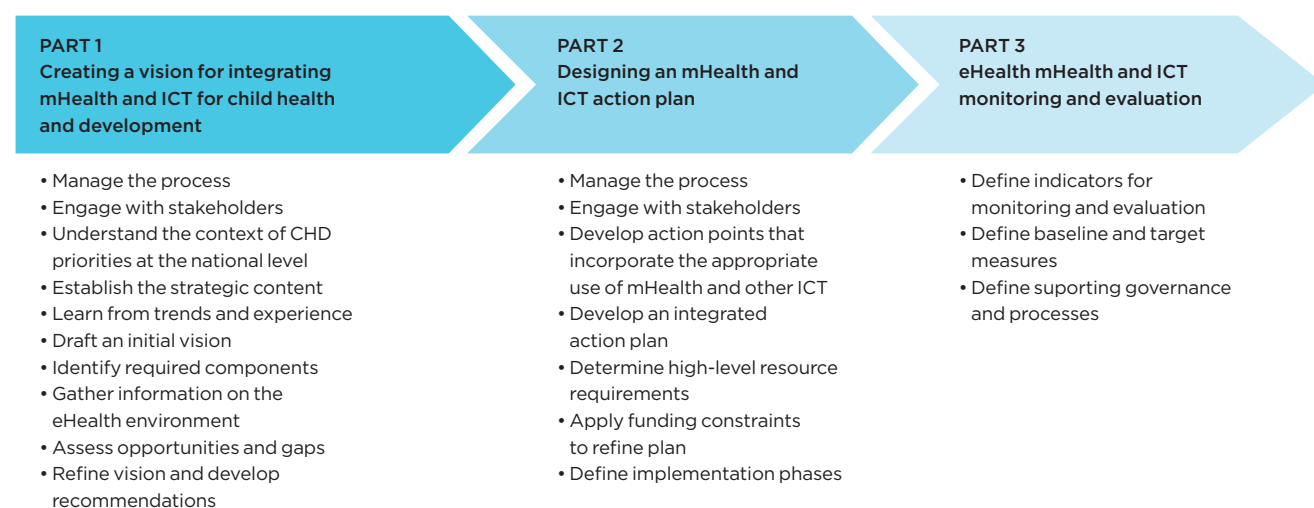 PART 1
Creating a vision for integrating
mHealth and ICT for child health
and development
• Manage the process
• Engage with stakeholders
• Understand the context of CHD
priorities at the national level
• Establish the strategic content
• Learn from trends and experience
• Draft an initial vision
• Identify required components
• Gather information on the
eHealth environment
• Assess opportunities and gaps
• Refine vision and develop
recommendations
PART 2
Designing an mHealth and
ICT action plan
• Manage the process
• Engage with stakeholders
• Develop action points that
incorporate the appropriate
use of mHealth and other ICT
• Develop an integrated
action plan
• Determine high-level resource
requirements
• Apply funding constraints
to refine plan
• Define implementation phases
PART 3
eHealth mHealth and ICT
monitoring and evaluation
• Define indicators for
monitoring and evaluation
• Define baseline and target
measures
• Define suporting governance
and processes